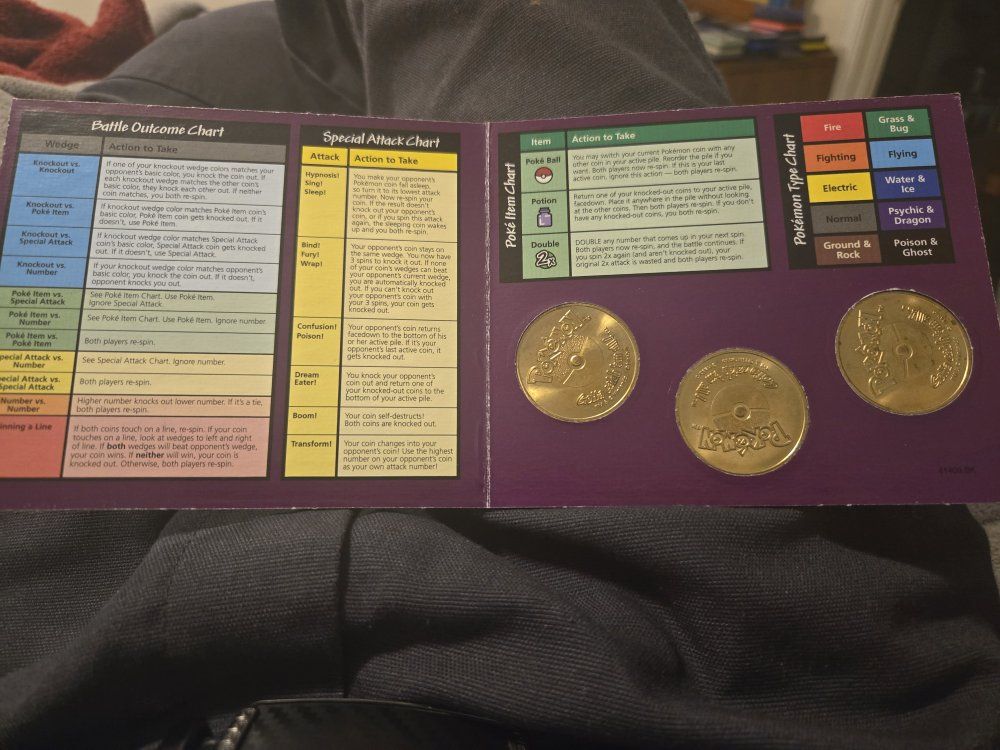 Battle Outcome Chart
Wedge
Action to Take
Knockout vs.
Knockout
If one of your knockout wedge colors matches your
opponent's basic color, you knock the coin out. If
each knockout wedge matches the other coin's
basic color, they knock each other out. If neither
coin matches, you both re-spin.
Knockout vs.
Poké Item
If knockout wedge color matches Poké Item coin's
basic color, Poké Item coin gets knocked out. If it
doesn't, use Poké Item.
Knockout vs.
Special Attack
If knockout wedge color matches Special Attack
coin's basic color, Special Attack coin gets knocked
out. If it doesn't, use Special Attack.
Knockout vs.
Number
If your knockout wedge color matches opponent's basic
color, you knock the coin out. If it doesn't,
opponent knocks you out.
Poké Item vs.
Special Attack
See Poké Item Chart. Use Poké Item.
Ignore Special Attack.
Poké Item vs.
Number
See Poké Item Chart. Use Poké Item. Ignore number.
Poké Item vs.
Poké Item
Both players re-spin.
pecial Attack vs.
Number
See Special Attack Chart. Ignore number.
ecial Attack vs.
Special Attack
Both players re-spin.
Number vs.
Number
Higher number knocks out lower number. If it's a tie,
both players re-spin.
inning a Line
If both coins touch on a line, re-spin. If your coin
touches on a line, look at wedges to left and right
of line. If both wedges will beat opponent's wedge,
your coin wins. If neither will win, your coin is
knocked out. Otherwise, both players re-spin.
Special Attack Chart
Attack
Action to Take
Hypnosis!
Sing!
Sleep!
You make your opponent's
Pokémon coin fall asleep,
so turn it to its lowest attack
number. Now re-spin your
coin. If the result doesn't
knock out your opponent's
coin, or if you spin this attack
again, the sleeping coin wakes
up and you both re-spin.
Bind!
Fury!
Wrap!
Your opponent's coin stays on
the same wedge. You now have
3 spins to knock it out. If none
of your coin's wedges can beat
your opponent's current wedge,
you are automatically knocked
out. If you can't knock out
your opponent's coin with
your 3 spins, your coin gets
knocked out.
Confusion!
Poison!
Your opponent's coin returns
facedown to the bottom of his
or her active pile. If it's your
opponent's last active coin, it
gets knocked out.
Dream
Eater!
You knock your opponent's
coin out and return one of
your knocked-out coins to the
bottom of your active pile.
Boom!
Your coin self-destructs!
Both coins are knocked out.
Transform!
Your coin changes into your
opponent's coin! Use the highest
number on your opponent's coin
as your own attack number!
Poké Item Chart
Item
Action to Take
Poké Ball
You may switch your current Pokémon coin with any
other coin in your active pile. Reorder the pile if you
want. Both players now re-spin. If this is your last
active coin, ignore this action — both players re-spin.
Potion
Return one of your knocked-out coins to your active pile,
facedown. Place it anywhere in the pile without looking
at the other coins. Then both players re-spin. If you don't
have any knocked-out coins, you both re-spin.
Double
2x
DOUBLE any number that comes up in your next spin.
Both players now re-spin, and the battle continues. If
you spin 2x again (and aren't knocked out), your
original 2x attack is wasted and both players re-spin.
Pokémon Type Chart
Fire
Grass &
Bug
Fighting
Flying
Electric
Water &
Ice
Normal
Psychic &
Dragon
Ground &
Rock
Poison &
Ghost
POKéMON
POKéMON
POKéMON